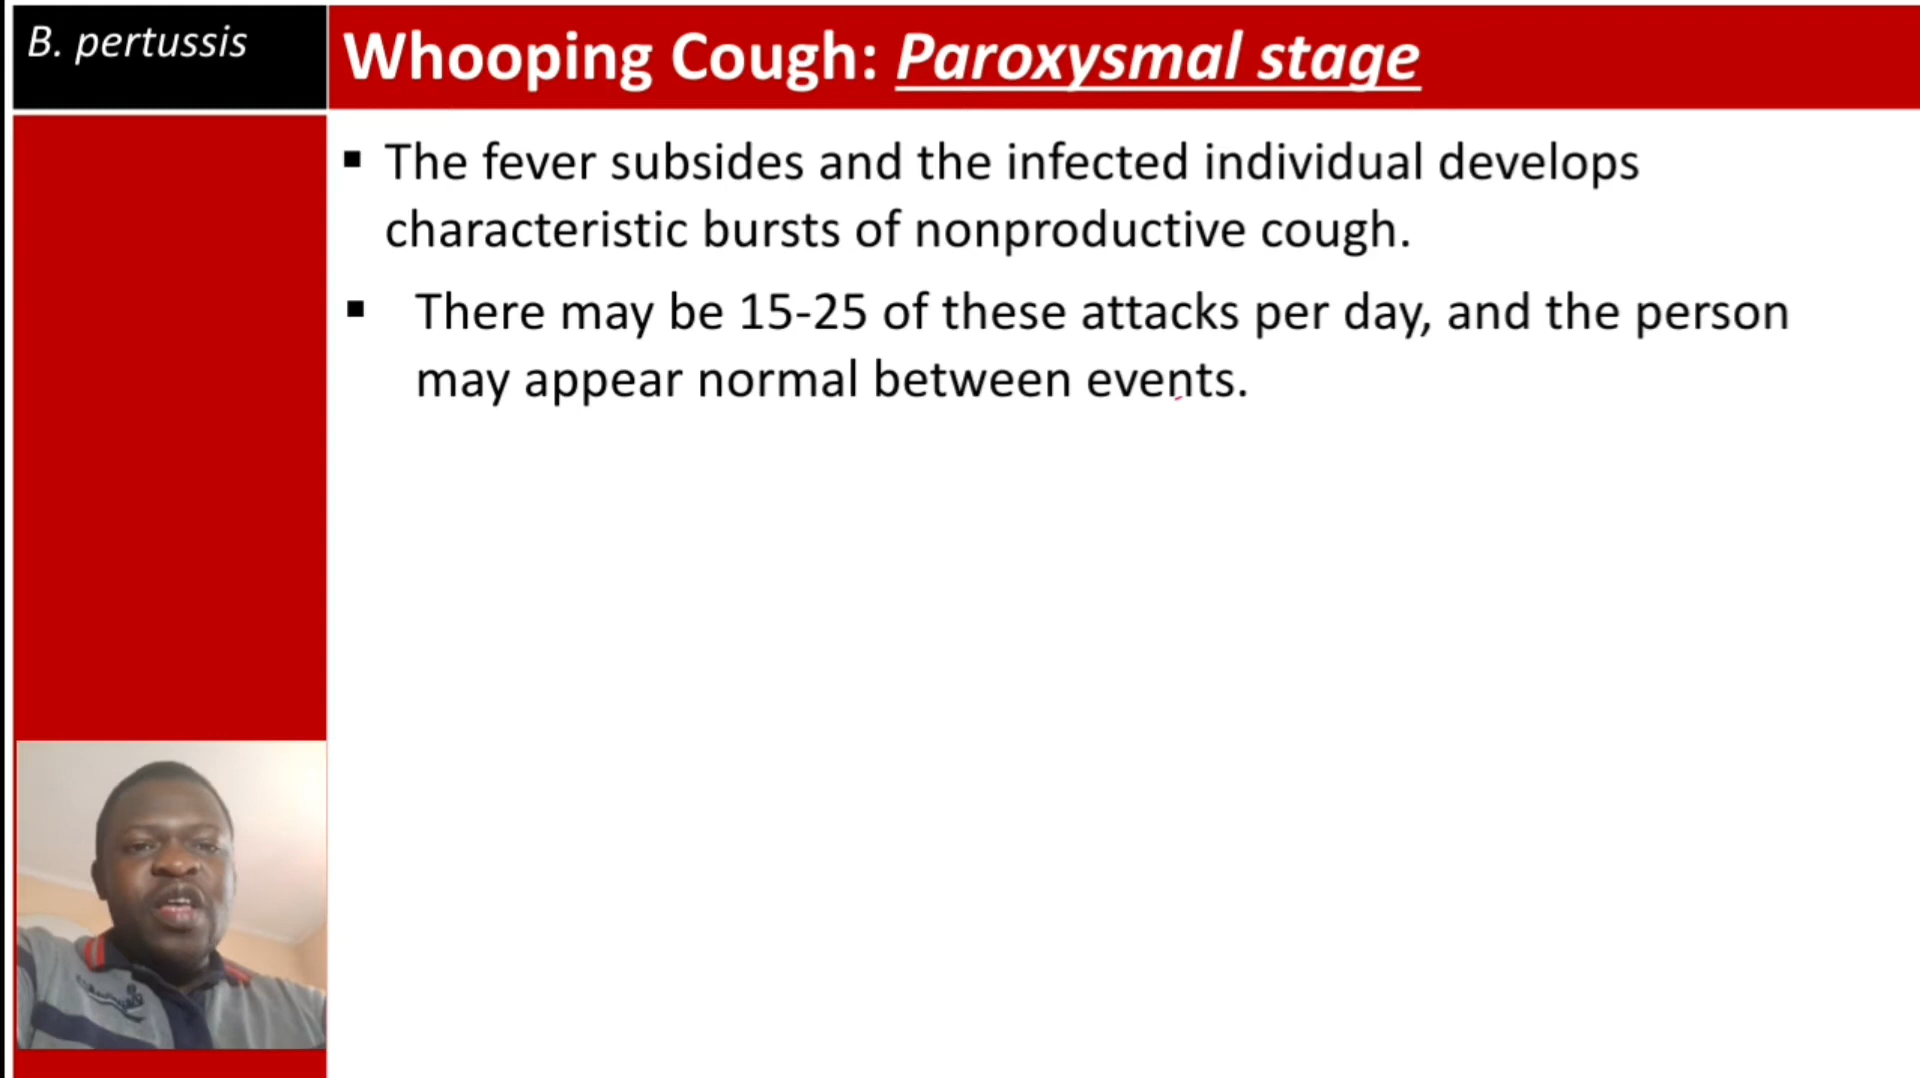 B. pertussis
Whooping Cough: Paroxysmal stage
▪ The fever subsides and the infected individual develops
characteristic bursts of nonproductive cough.
▪ There may be 15-25 of these attacks per day, and the person
may appear normal between events.